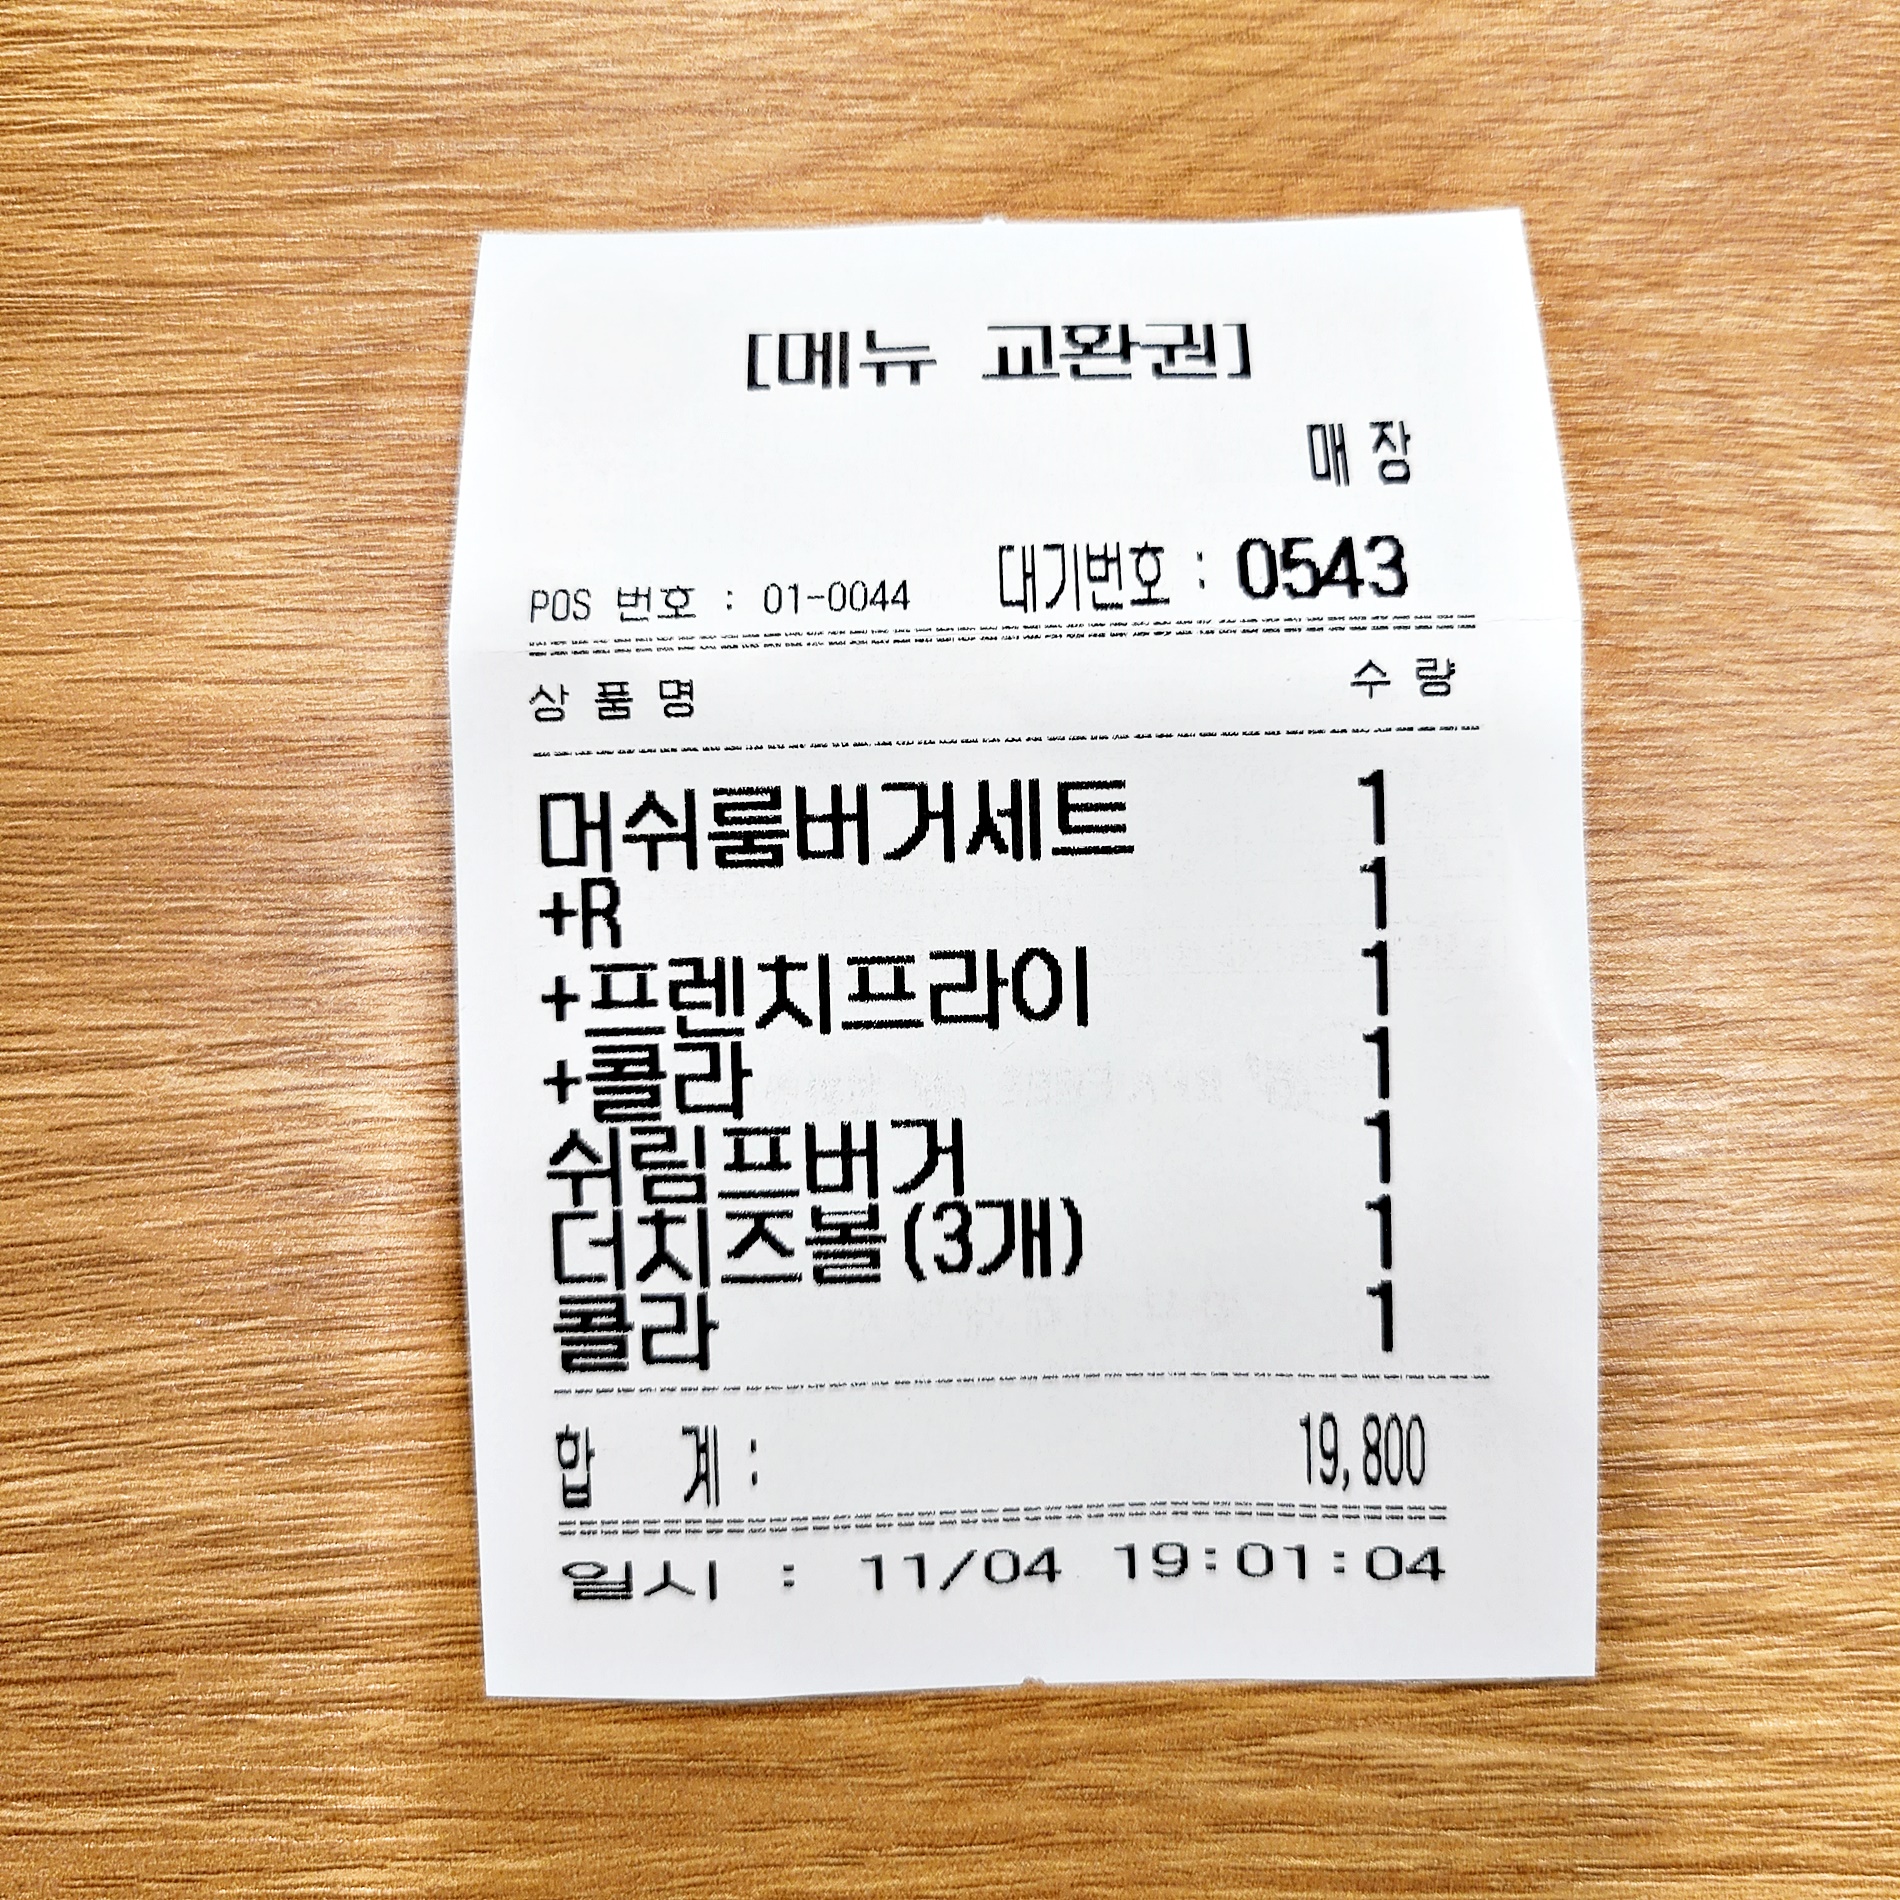 [메뉴 교환권]
매 장
POS 번호 : 01-0044 대기번호 : 0543
상 품 명 수 량
머쉬룸버거세트 1
+R 1
+프렌치프라이 1
+콜라 1
쉬림프버거 1
더치즈볼(3개) 1
콜라 1
합 계 : 19,800
일시 : 11/04 19:01:04